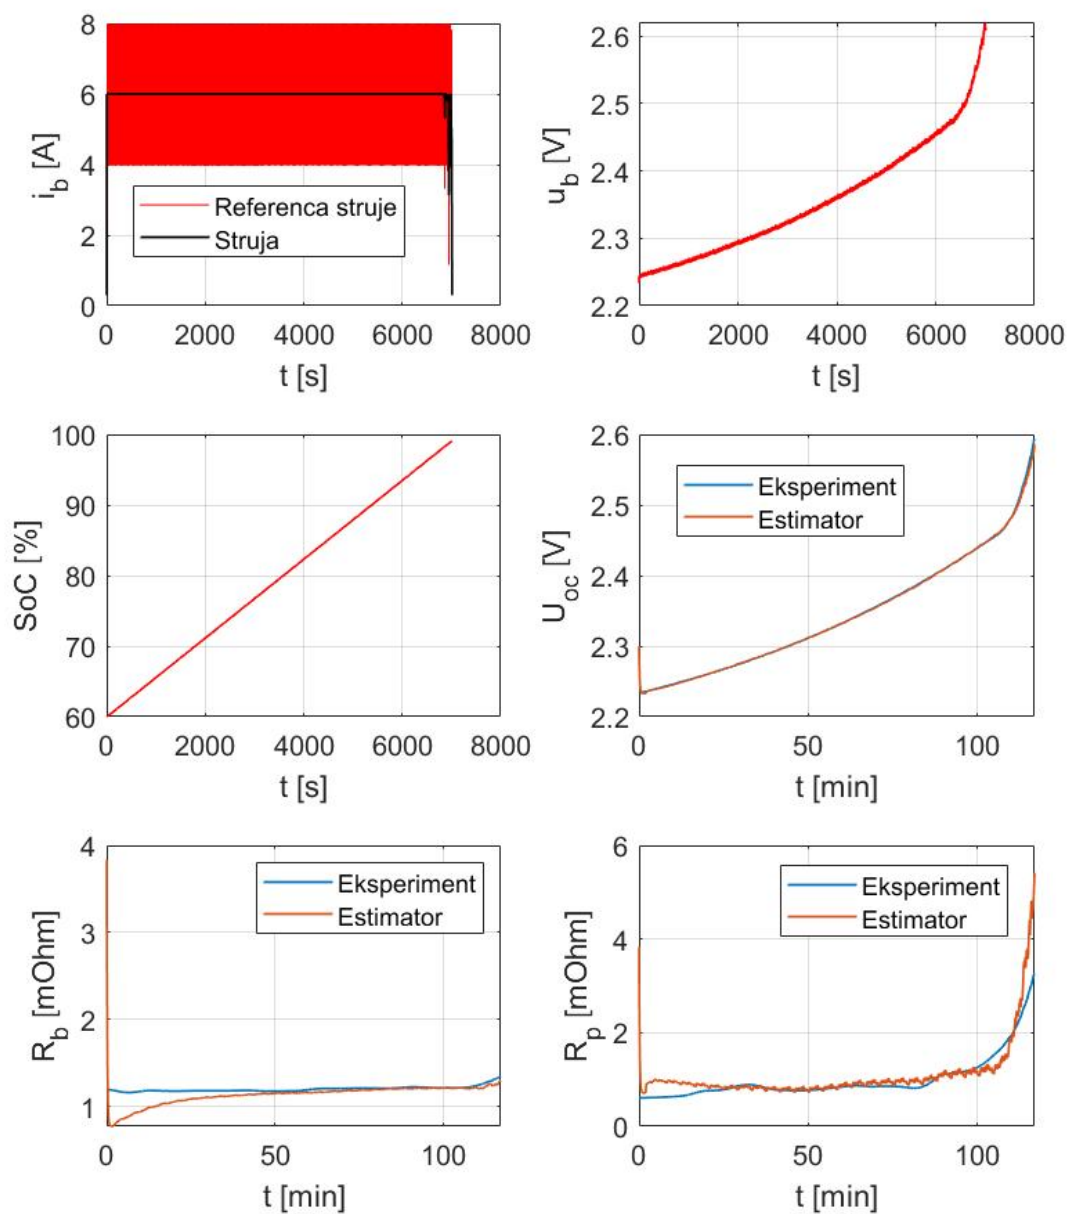 8
6
4
2
0
i_b [A]
Referenca struje
Struja
0 2000 4000 6000 8000
t [s]
2.6
2.5
2.4
2.3
2.2
u_b [V]
0 2000 4000 6000 8000
t [s]
100
90
80
70
60
SoC [%]
0 2000 4000 6000 8000
t [s]
2.6
2.5
2.4
2.3
2.2
U_oc [V]
Eksperiment
Estimator
0 50 100
t [min]
4
3
2
1
R_b [mOhm]
Eksperiment
Estimator
0 50 100
t [min]
6
4
2
0
R_p [mOhm]
Eksperiment
Estimator
0 50 100
t [min]